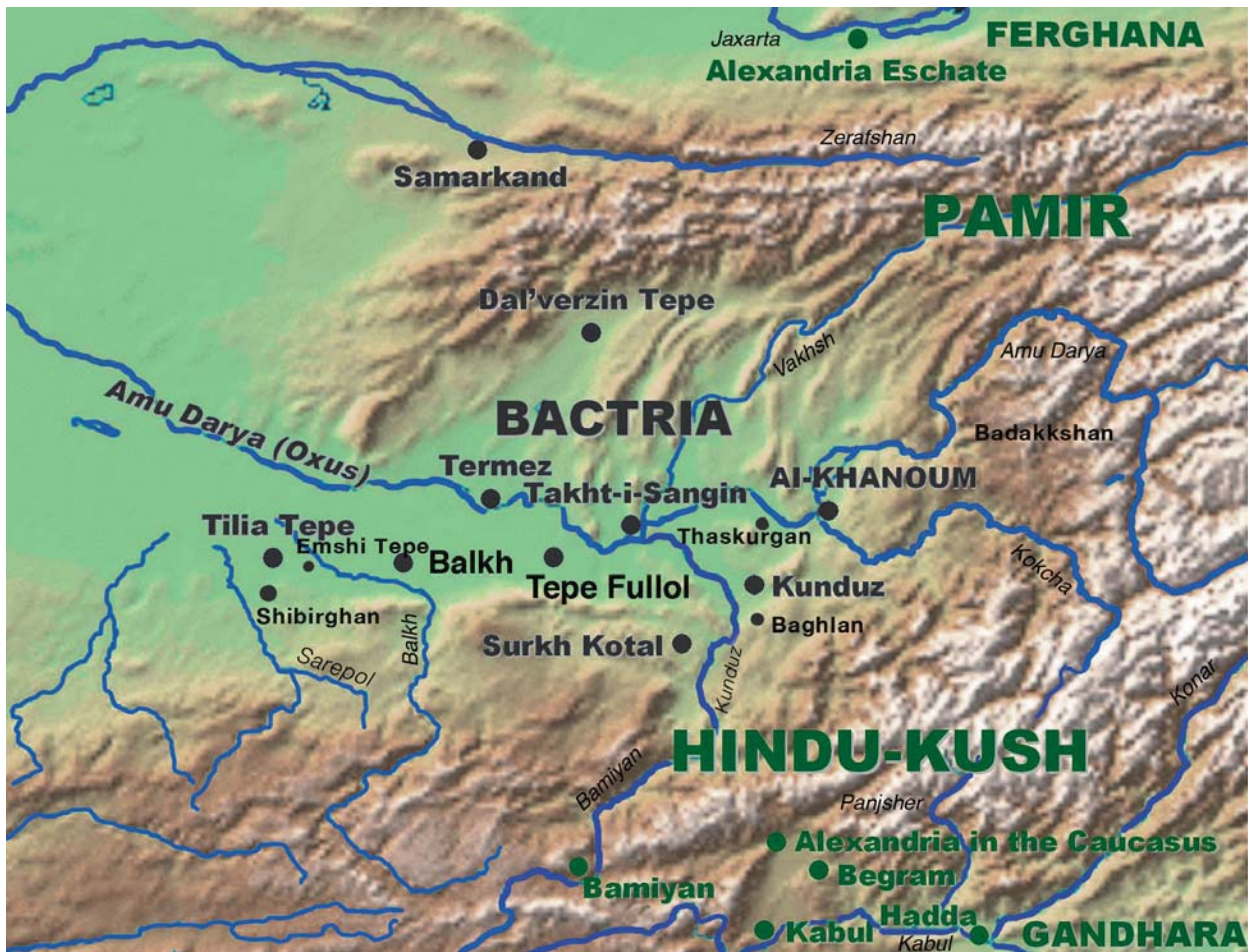 Jaxarta
FERGHANA
Alexandria Eschate
Zerafshan
Samarkand
PAMIR
Dal'verzin Tepe
Vakhsh
Amu Darya
Amu Darya (Oxus)
BACTRIA
Badakkshan
Termez
AI-KHANOUM
Takht-i-Sangin
Tilia Tepe
Emshi Tepe
Thaskurgan
Balkh
Tepe Fullol
Kunduz
Kokcha
Shibirghan
Balkh
Baghlan
Sarepol
Surkh Kotal
Kunduz
Konar
HINDU-KUSH
Bamiyan
Panjsher
Alexandria in the Caucasus
Bamiyan
Begram
Kabul
Hadda
Kabul
GANDHARA